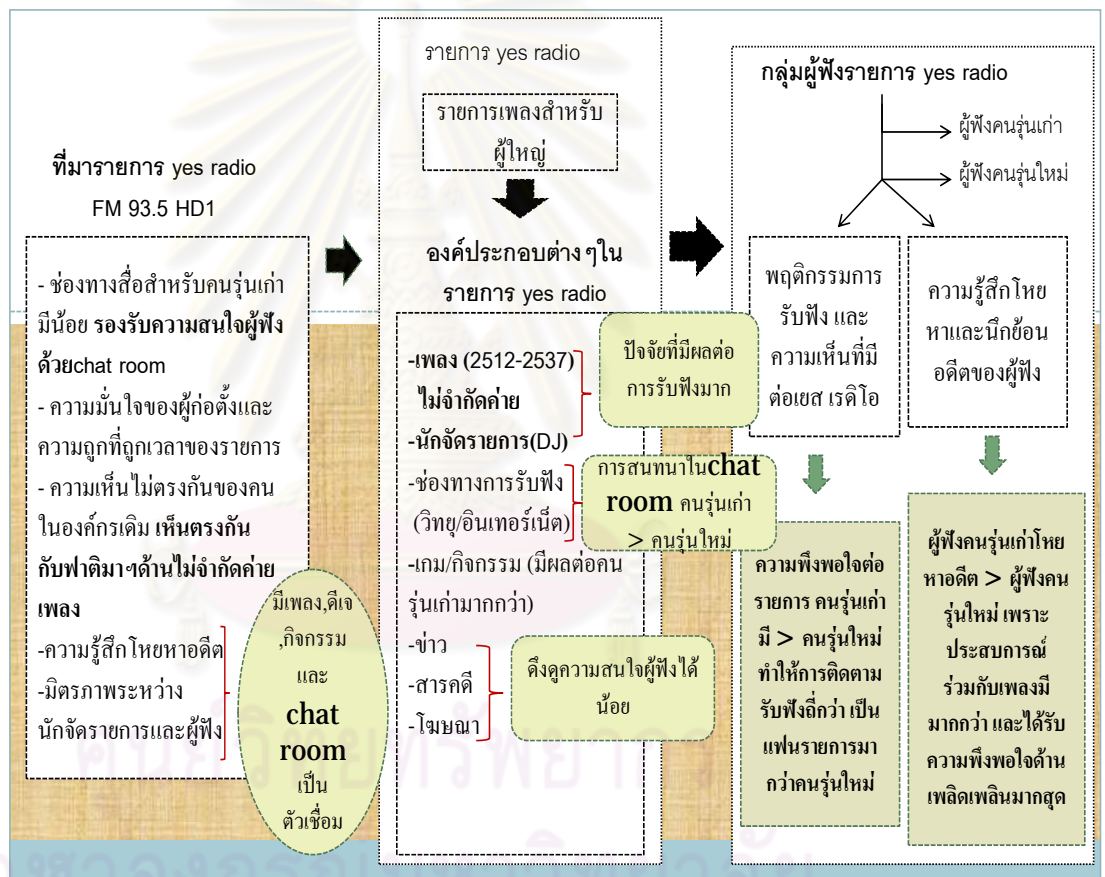 ที่มารายการ yes radio
FM 93.5 HD1
- ช่องทางสื่อสำหรับคนรุ่นเก่า
มีน้อย รองรับความสนใจผู้ฟัง
ด้วยchat room
- ความมั่นใจของผู้ก่อตั้งและ
ความถูกที่ถูกเวลาของรายการ
- ความเห็นไม่ตรงกันของคน
ในองค์กรเดิม เห็นตรงกัน
กับฟาติมาฯด้านไม่จำกัดค่าย
เพลง
-ความรู้สึกโหยหาอดีต
-มิตรภาพระหว่าง
นักจัดรายการและผู้ฟัง
มีเพลง,ดีเจ
,กิจกรรม
และ
chat
room
เป็น
ตัวเชื่อม
รายการ yes radio
รายการเพลงสำหรับ
ผู้ใหญ่
องค์ประกอบต่าง ๆใน
รายการ yes radio
-เพลง (2512-2537)
ไม่จำกัดค่าย
-นักจัดรายการ(DJ)
-ช่องทางการรับฟัง
(วิทยุ/อินเทอร์เน็ต)
-เกม/กิจกรรม (มีผลต่อคน
รุ่นเก่ามากกว่า)
-ข่าว
-สารคดี
-โฆษณา
ปัจจัยที่มีผลต่อ
การรับฟังมาก
การสนทนาในchat
room คนรุ่นเก่า
> คนรุ่นใหม่
ดึงดูความสนใจผู้ฟังได้
น้อย
กลุ่มผู้ฟังรายการ yes radio
ผู้ฟังคนรุ่นเก่า
ผู้ฟังคนรุ่นใหม่
พฤติกรรมการ
รับฟัง และ
ความเห็นที่มี
ต่อเยส เรดิโอ
ความรู้สึกโหย
หาและนึกย้อน
อดีตของผู้ฟัง
ความพึงพอใจต่อ
รายการ คนรุ่นเก่า
มี > คนรุ่นใหม่
ทำให้การติดตาม
รับฟังถี่กว่า เป็น
แฟนรายการมา
กว่าคนรุ่นใหม่
ผู้ฟังคนรุ่นเก่าโหย
หาอดีต > ผู้ฟังคน
รุ่นใหม่ เพราะ
ประสบการณ์
ร่วมกับเพลงมี
มากกว่า และได้รับ
ความพึงพอใจด้าน
เพลิดเพลินมากสุด